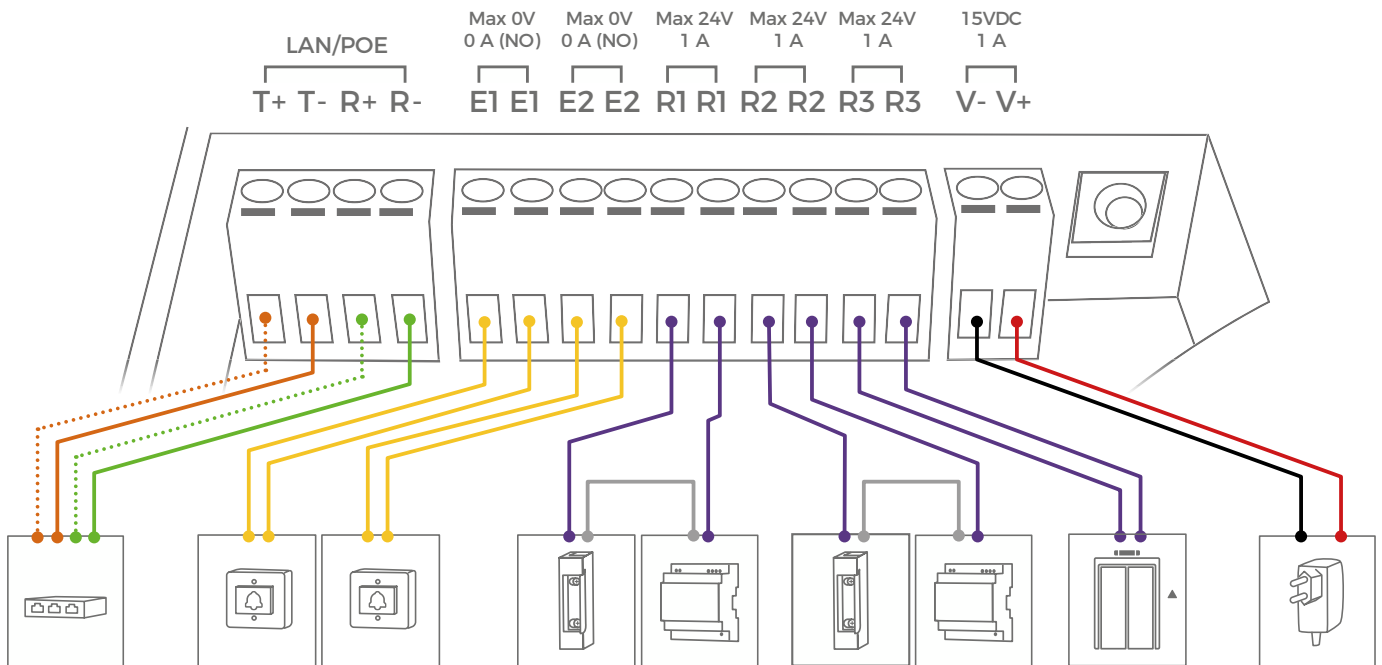 LAN/POE
Max 0V
0 A (NO)
Max 0V
0 A (NO)
Max 24V
1 A
Max 24V
1 A
Max 24V
1 A
15VDC
1 A
T+ T- R+ R- E1 E1 E2 E2 R1 R1 R2 R2 R3 R3 V- V+